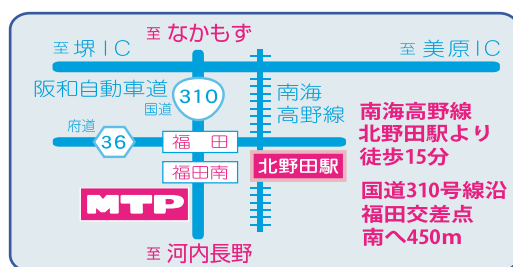 至 なかもず
至 堺IC
至 美原IC
阪和自動車道
国道
310
南海
高野線
府道
36
福田
福田南
北野田駅
MTP
至 河内長野
南海高野線
北野田駅より
徒歩15分
国道310号線沿
福田交差点
南へ450m